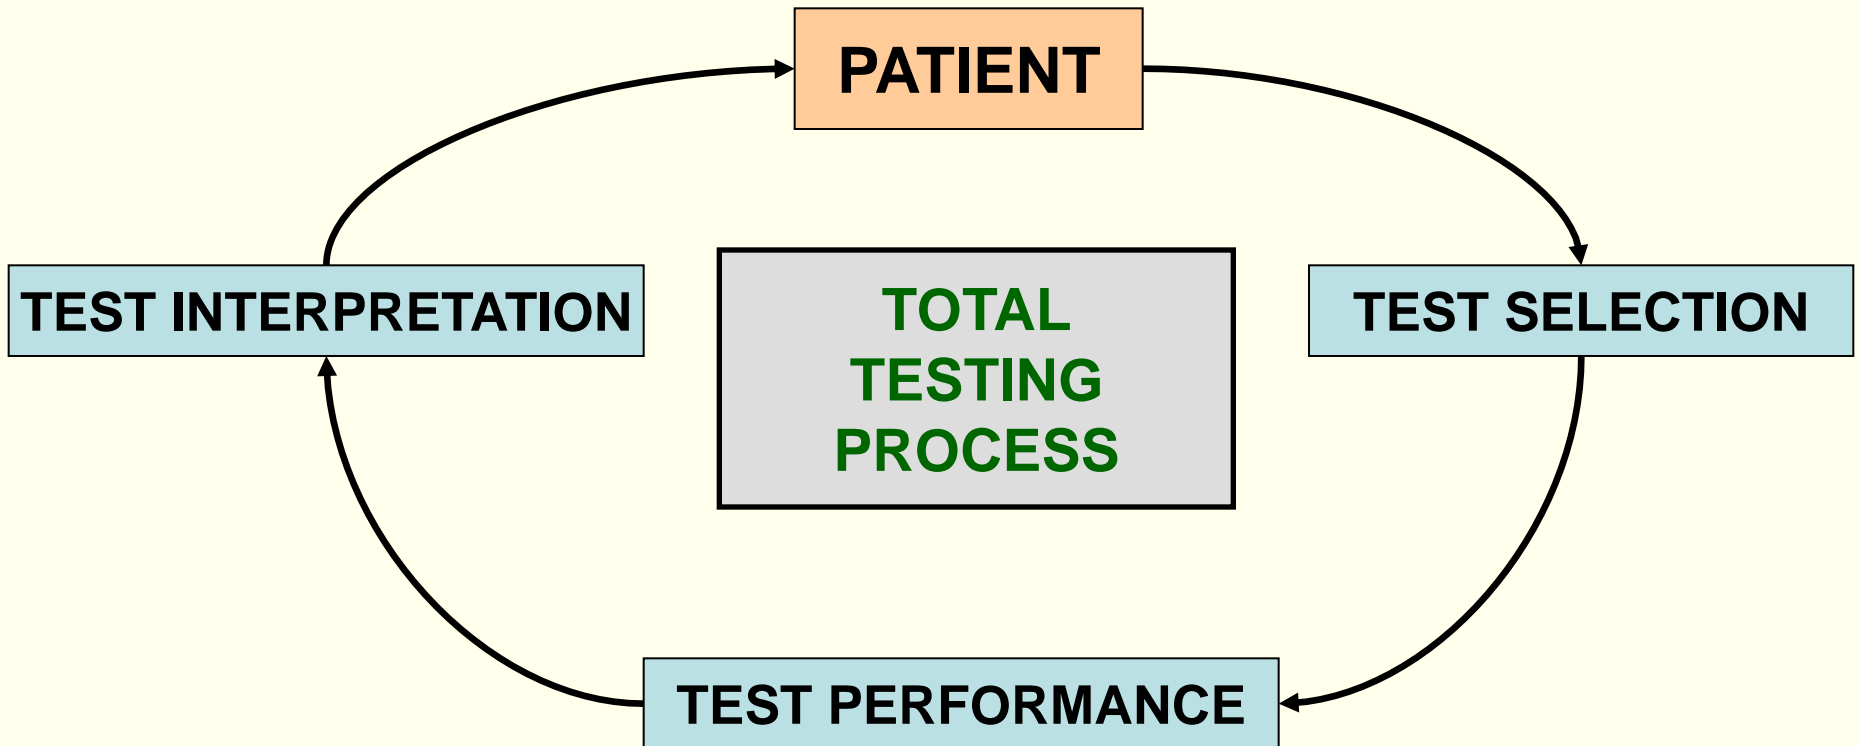 PATIENT
TEST INTERPRETATION
TOTAL
TESTING
PROCESS
TEST SELECTION
TEST PERFORMANCE